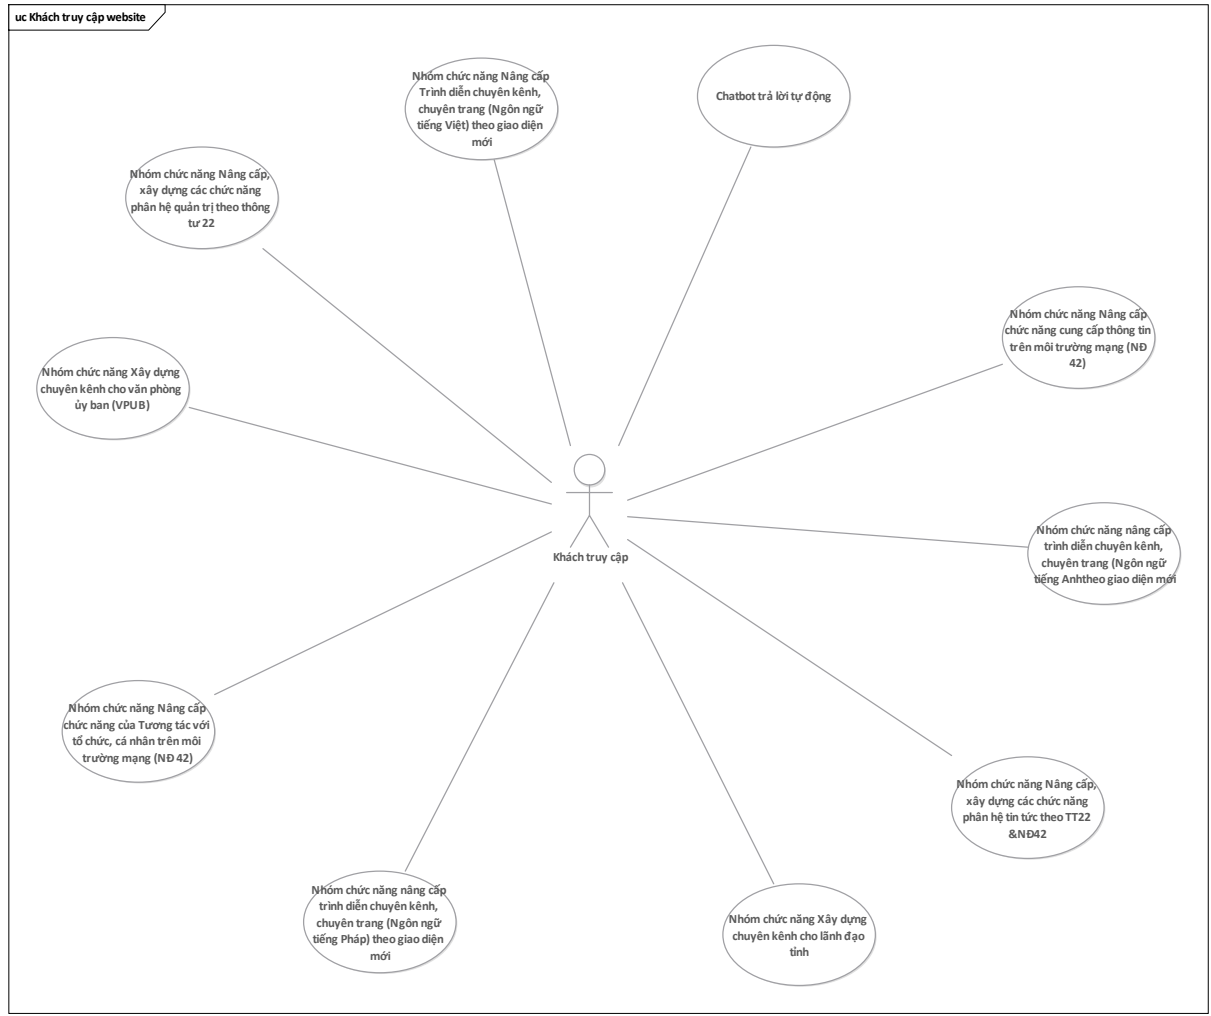 uc Khách truy cập website
Nhóm chức năng Nâng cấp
Trình diễn chuyên kênh,
chuyên trang (Ngôn ngữ
tiếng Việt) theo giao diện
mới
Chatbot trả lời tự động
Nhóm chức năng Nâng cấp,
xây dựng các chức năng
phân hệ quản trị theo thông
tư 22
Nhóm chức năng Nâng cấp
chức năng cung cấp thông tin
trên môi trường mạng (NĐ
42)
Nhóm chức năng Xây dựng
chuyên kênh cho văn phòng
ủy ban (VPUB)
Khách truy cập
Nhóm chức năng nâng cấp
trình diễn chuyên kênh,
chuyên trang (Ngôn ngữ
tiếng Anhtheo giao diện mới
Nhóm chức năng Nâng cấp
chức năng của Tương tác với
tổ chức, cá nhân trên môi
trường mạng (NĐ 42)
Nhóm chức năng Nâng cấp,
xây dựng các chức năng
phân hệ tin tức theo TT22
&NĐ42
Nhóm chức năng nâng cấp
trình diễn chuyên kênh,
chuyên trang (Ngôn ngữ
tiếng Pháp) theo giao diện
mới
Nhóm chức năng Xây dựng
chuyên kênh cho lãnh đạo
tỉnh